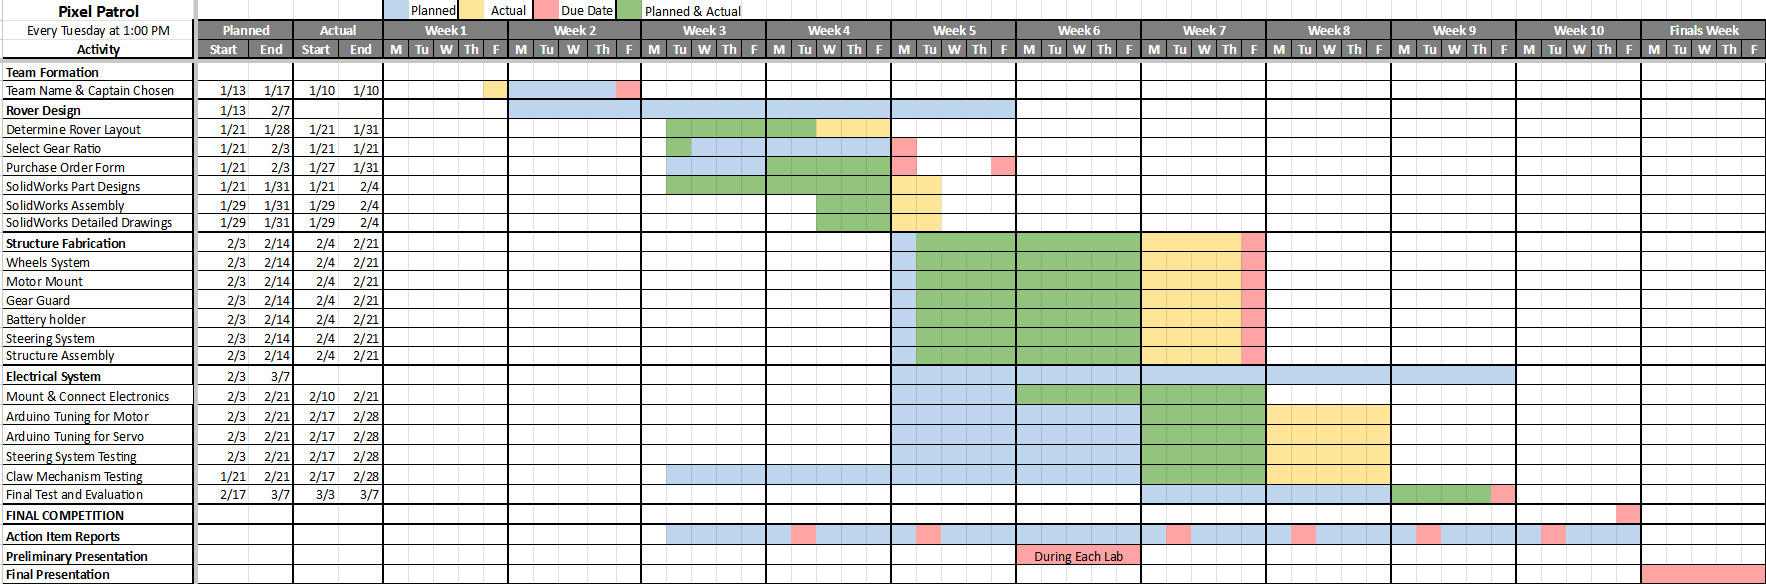 Pixel Patrol Planned Actual Due Date Planned & Actual
Every Tuesday at 1:00 PM Planned Actual Week 1 Week 2 Week 3 Week 4 Week 5 Week 6 Week 7 Week 8 Week 9 Week 10 Finals Week
Activity Start End Start End M Tu W Th F M Tu W Th F M Tu W Th F M Tu W Th F M Tu W Th F M Tu W Th F M Tu W Th F M Tu W Th F M Tu W Th F M Tu W Th F M Tu W Th F
Team Formation
Team Name & Captain Chosen 1/13 1/17 1/10 1/10
Rover Design 1/13 2/7
Determine Rover Layout 1/21 1/28 1/21 1/31
Select Gear Ratio 1/21 2/3 1/21 1/21
Purchase Order Form 1/21 2/3 1/27 1/31
SolidWorks Part Designs 1/21 1/31 1/21 2/4
SolidWorks Assembly 1/29 1/31 1/29 2/4
SolidWorks Detailed Drawings 1/29 1/31 1/29 2/4
Structure Fabrication 2/3 2/14 2/4 2/21
Wheels System 2/3 2/14 2/4 2/21
Motor Mount 2/3 2/14 2/4 2/21
Gear Guard 2/3 2/14 2/4 2/21
Battery holder 2/3 2/14 2/4 2/21
Steering System 2/3 2/14 2/4 2/21
Structure Assembly 2/3 2/14 2/4 2/21
Electrical System 2/3 3/7
Mount & Connect Electronics 2/3 2/21 2/10 2/21
Arduino Tuning for Motor 2/3 2/21 2/17 2/28
Arduino Tuning for Servo 2/3 2/21 2/17 2/28
Steering System Testing 2/3 2/21 2/17 2/28
Claw Mechanism Testing 1/21 2/21 2/17 2/28
Final Test and Evaluation 2/17 3/7 3/3 3/7
FINAL COMPETITION
Action Item Reports
Preliminary Presentation During Each Lab
Final Presentation